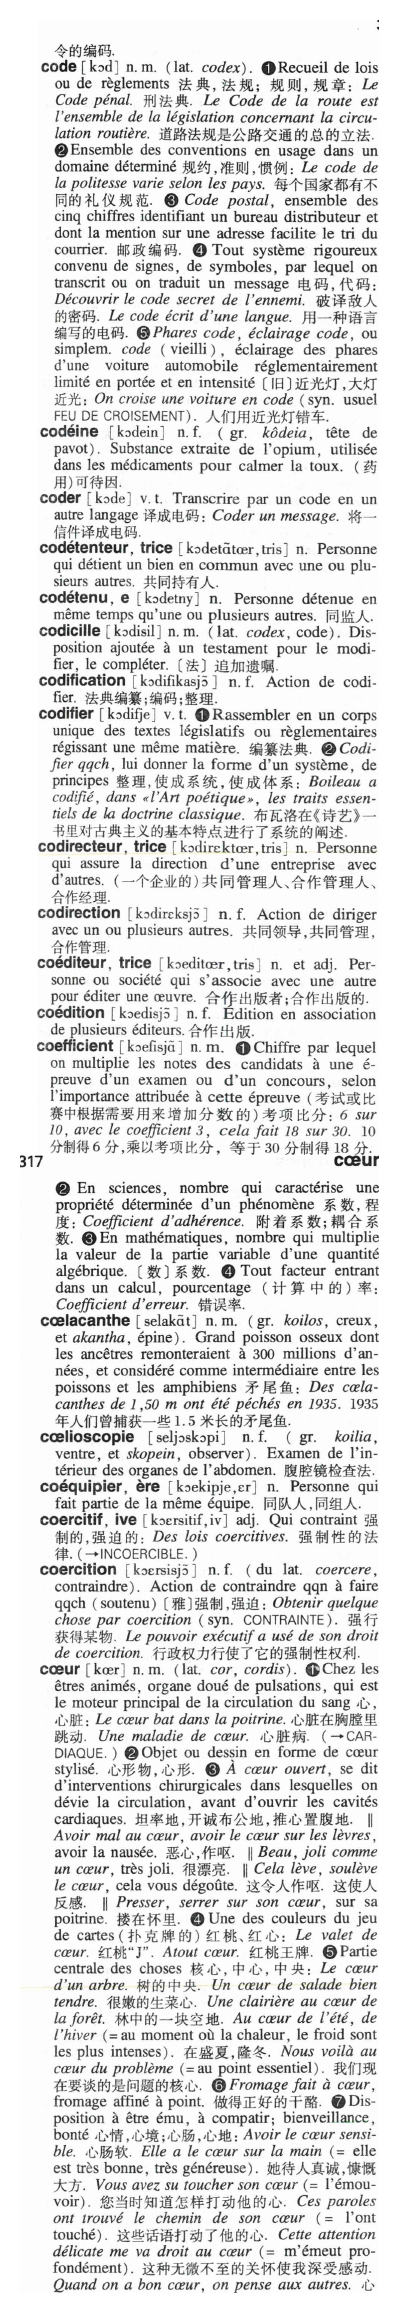 令的编码.
code [kɔd] n. m. (lat. codex). ❶Recueil de lois
ou de règlements 法典, 法规; 规则, 规章: Le
Code pénal. 刑法典. Le Code de la route est
l'ensemble de la législation concernant la circu-
lation routière. 道路法规是公路交通的总的立法.
❷Ensemble des conventions en usage dans un
domaine déterminé 规约,准则,惯例: Le code de
la politesse varie selon les pays. 每个国家都有不
同的礼仪规范. ❸ Code postal, ensemble des
cinq chiffres identifiant un bureau distributeur et
dont la mention sur une adresse facilite le tri du
courrier. 邮政编码. ❹ Tout système rigoureux
convenu de signes, de symboles, par lequel on
transcrit ou on traduit un message 电码,代码:
Découvrir le code secret de l'ennemi. 破译敌人
的密码. Le code écrit d'une langue. 用一种语言
编写的电码. ❺Phares code, éclairage code, ou
simplem. code (vieilli), éclairage des phares
d'une voiture automobile réglementairement
limité en portée et en intensité〔旧〕近光灯,大灯
近光: On croise une voiture en code (syn. usuel
FEU DE CROISEMENT). 人们用近光灯错车.
codéine [kɔdein] n. f. (gr. kôdeia, tête de
pavot). Substance extraite de l'opium, utilisée
dans les médicaments pour calmer la toux. (药
用)可待因.
coder [kɔde] v. t. Transcrire par un code en un
autre langage 译成电码: Coder un message. 将一
信件译成电码.
codétenteur, trice [kɔdetɑ̃tœr,tris] n. Personne
qui détient un bien en commun avec une ou plu-
sieurs autres. 共同持有人.
codétenu, e [kɔdetny] n. Personne détenue en
même temps qu'une ou plusieurs autres. 同监人.
codicille [kɔdisil] n. m. (lat. codex, code). Dis-
position ajoutée à un testament pour le modi-
fier, le compléter.〔法〕追加遗嘱.
codification [kɔdifikasjɔ̃] n. f. Action de codi-
fier. 法典编纂;编码;整理.
codifier [kɔdifje] v. t. ❶Rassembler en un corps
unique des textes législatifs ou règlementaires
régissant une même matière. 编纂法典. ❷Codi-
fier qqch, lui donner la forme d'un système, de
principes 整理,使成系统,使成体系: Boileau a
codifié, dans «l'Art poétique», les traits essen-
tiels de la doctrine classique. 布瓦洛在《诗艺》一
书里对古典主义的基本特点进行了系统的阐述.
codirecteur, trice [kɔdirɛktœr,tris] n. Personne
qui assure la direction d'une entreprise avec
d'autres. (一个企业的)共同管理人、合作管理人、
合作经理.
codirection [kɔdirɛksjɔ̃] n. f. Action de diriger
avec un ou plusieurs autres. 共同领导,共同管理,
合作管理.
coéditeur, trice [kɔeditœr,tris] n. et adj. Per-
sonne ou société qui s'associe avec une autre
pour éditer une œuvre. 合作出版者;合作出版的.
coédition [kɔedisjɔ̃] n. f. Édition en association
de plusieurs éditeurs. 合作出版.
coefficient [kɔefisjɑ̃] n. m. ❶Chiffre par lequel
on multiplie les notes des candidats à une é-
preuve d'un examen ou d'un concours, selon
l'importance attribuée à cette épreuve (考试或比
赛中根据需要用来增加分数的)考项比分: 6 sur
10, avec le coefficient 3, cela fait 18 sur 30. 10
分制得6分,乘以考项比分, 等于30分制得18分.
317 cœur
❷ En sciences, nombre qui caractérise une
propriété déterminée d'un phénomène 系数,程
度: Coefficient d'adhérence. 附着系数;耦合系
数. ❸En mathématiques, nombre qui multiplie
la valeur de la partie variable d'une quantité
algébrique.〔数〕系数. ❹ Tout facteur entrant
dans un calcul, pourcentage (计算中的)率:
Coefficient d'erreur. 错误率.
cœlacanthe [selakɑ̃t] n. m. (gr. koilos, creux,
et akantha, épine). Grand poisson osseux dont
les ancêtres remonteraient à 300 millions d'an-
nées, et considéré comme intermédiaire entre les
poissons et les amphibiens 矛尾鱼: Des cœla-
canthes de 1,50 m ont été péchés en 1935. 1935
年人们曾捕获一些1.5米长的矛尾鱼.
cœlioscopie [seljɔskɔpi] n. f. (gr. koilia,
ventre, et skopein, observer). Examen de l'in-
térieur des organes de l'abdomen. 腹腔镜检查法.
coéquipier, ère [kɔekipje,ɛr] n. Personne qui
fait partie de la même équipe. 同队人,同组人.
coercitif, ive [kɔɛrsitif,iv] adj. Qui contraint 强
制的,强迫的: Des lois coercitives. 强制性的法
律. (→INCOERCIBLE.)
coercition [kɔɛrsisjɔ̃] n. f. (du lat. coercere,
contraindre). Action de contraindre qqn à faire
qqch (soutenu)〔雅〕强制,强迫: Obtenir quelque
chose par coercition (syn. CONTRAINTE). 强行
获得某物. Le pouvoir exécutif a usé de son droit
de coercition. 行政权力行使了它的强制性权利.
cœur [kœr] n. m. (lat. cor, cordis). ❶Chez les
êtres animés, organe doué de pulsations, qui est
le moteur principal de la circulation du sang 心,
心脏: Le cœur bat dans la poitrine. 心脏在胸膛里
跳动. Une maladie de cœur. 心脏病. (→CAR-
DIAQUE.) ❷Objet ou dessin en forme de cœur
stylisé. 心形物,心形. ❸ À cœur ouvert, se dit
d'interventions chirurgicales dans lesquelles on
dévie la circulation, avant d'ouvrir les cavités
cardiaques. 坦率地,开诚布公地,推心置腹地. ‖
Avoir mal au cœur, avoir le cœur sur les lèvres,
avoir la nausée. 恶心,作呕. ‖ Beau, joli comme
un cœur, très joli. 很漂亮. ‖ Cela lève, soulève
le cœur, cela vous dégoûte. 这令人作呕. 这使人
反感. ‖ Presser, serrer sur son cœur, sur sa
poitrine. 搂在怀里. ❹Une des couleurs du jeu
de cartes (扑克牌的) 红桃、红心: Le valet de
cœur. 红桃"J". Atout cœur. 红桃王牌. ❺Partie
centrale des choses 核心,中心,中央: Le cœur
d'un arbre. 树的中央. Un cœur de salade bien
tendre. 很嫩的生菜心. Une clairière au cœur de
la forêt. 林中的一块空地. Au cœur de l'été, de
l'hiver (=au moment où la chaleur, le froid sont
les plus intenses). 在盛夏,隆冬. Nous voilà au
cœur du problème (=au point essentiel). 我们现
在要谈的是问题的核心. ❻Fromage fait à cœur,
fromage affiné à point. 做得正好的干酪. ❼Dis-
position à être ému, à compatir; bienveillance,
bonté 心情,心境;心肠,心地: Avoir le cœur sensi-
ble. 心肠软. Elle a le cœur sur la main (= elle
est très bonne, très généreuse). 她待人真诚,慷慨
大方. Vous avez su toucher son cœur (= l'émou-
voir). 您当时知道怎样打动他的心. Ces paroles
ont trouvé le chemin de son cœur (= l'ont
touché). 这些话语打动了他的心. Cette attention
délicate me va droit au cœur (= m'émeut pro-
fondément). 这种无微不至的关怀使我深受感动.
Quand on a bon cœur, on pense aux autres. 心